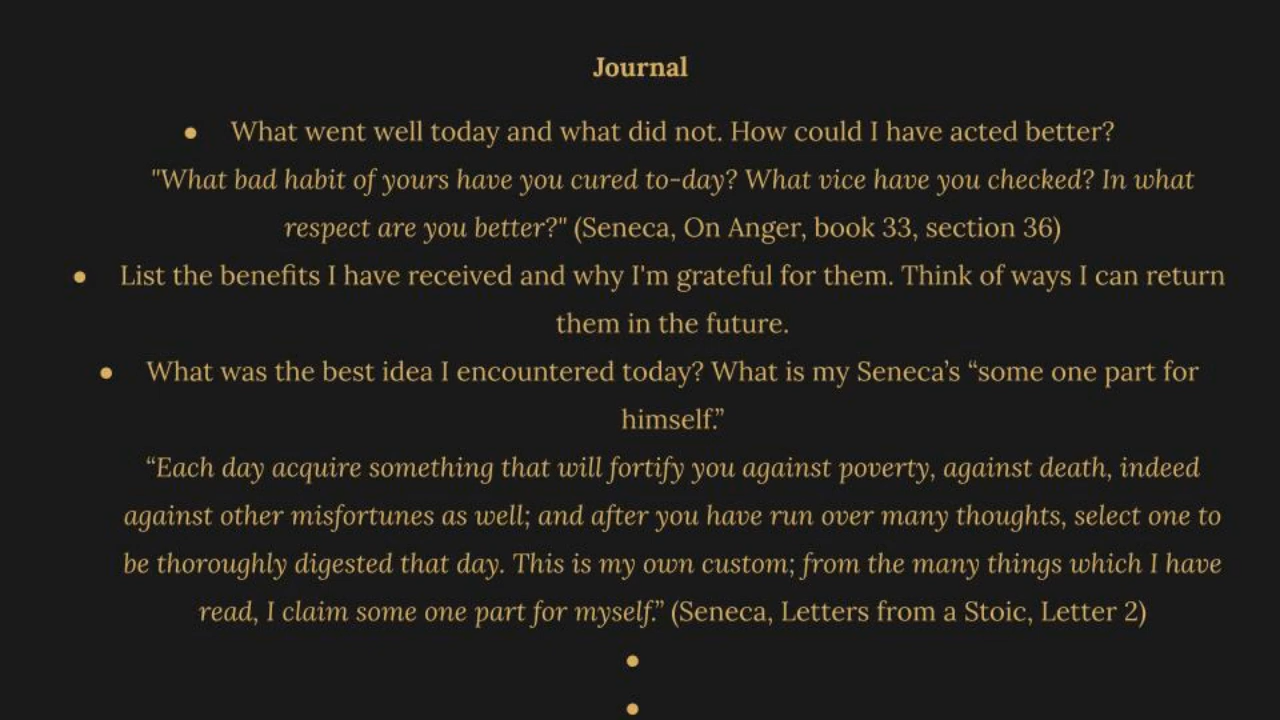 Journal
● What went well today and what did not. How could I have acted better?
"What bad habit of yours have you cured to-day? What vice have you checked? In what
respect are you better?" (Seneca, On Anger, book 33, section 36)
● List the benefits I have received and why I'm grateful for them. Think of ways I can return
them in the future.
● What was the best idea I encountered today? What is my Seneca’s “some one part for
himself.”
“Each day acquire something that will fortify you against poverty, against death, indeed
against other misfortunes as well; and after you have run over many thoughts, select one to
be thoroughly digested that day. This is my own custom; from the many things which I have
read, I claim some one part for myself.” (Seneca, Letters from a Stoic, Letter 2)
●
●